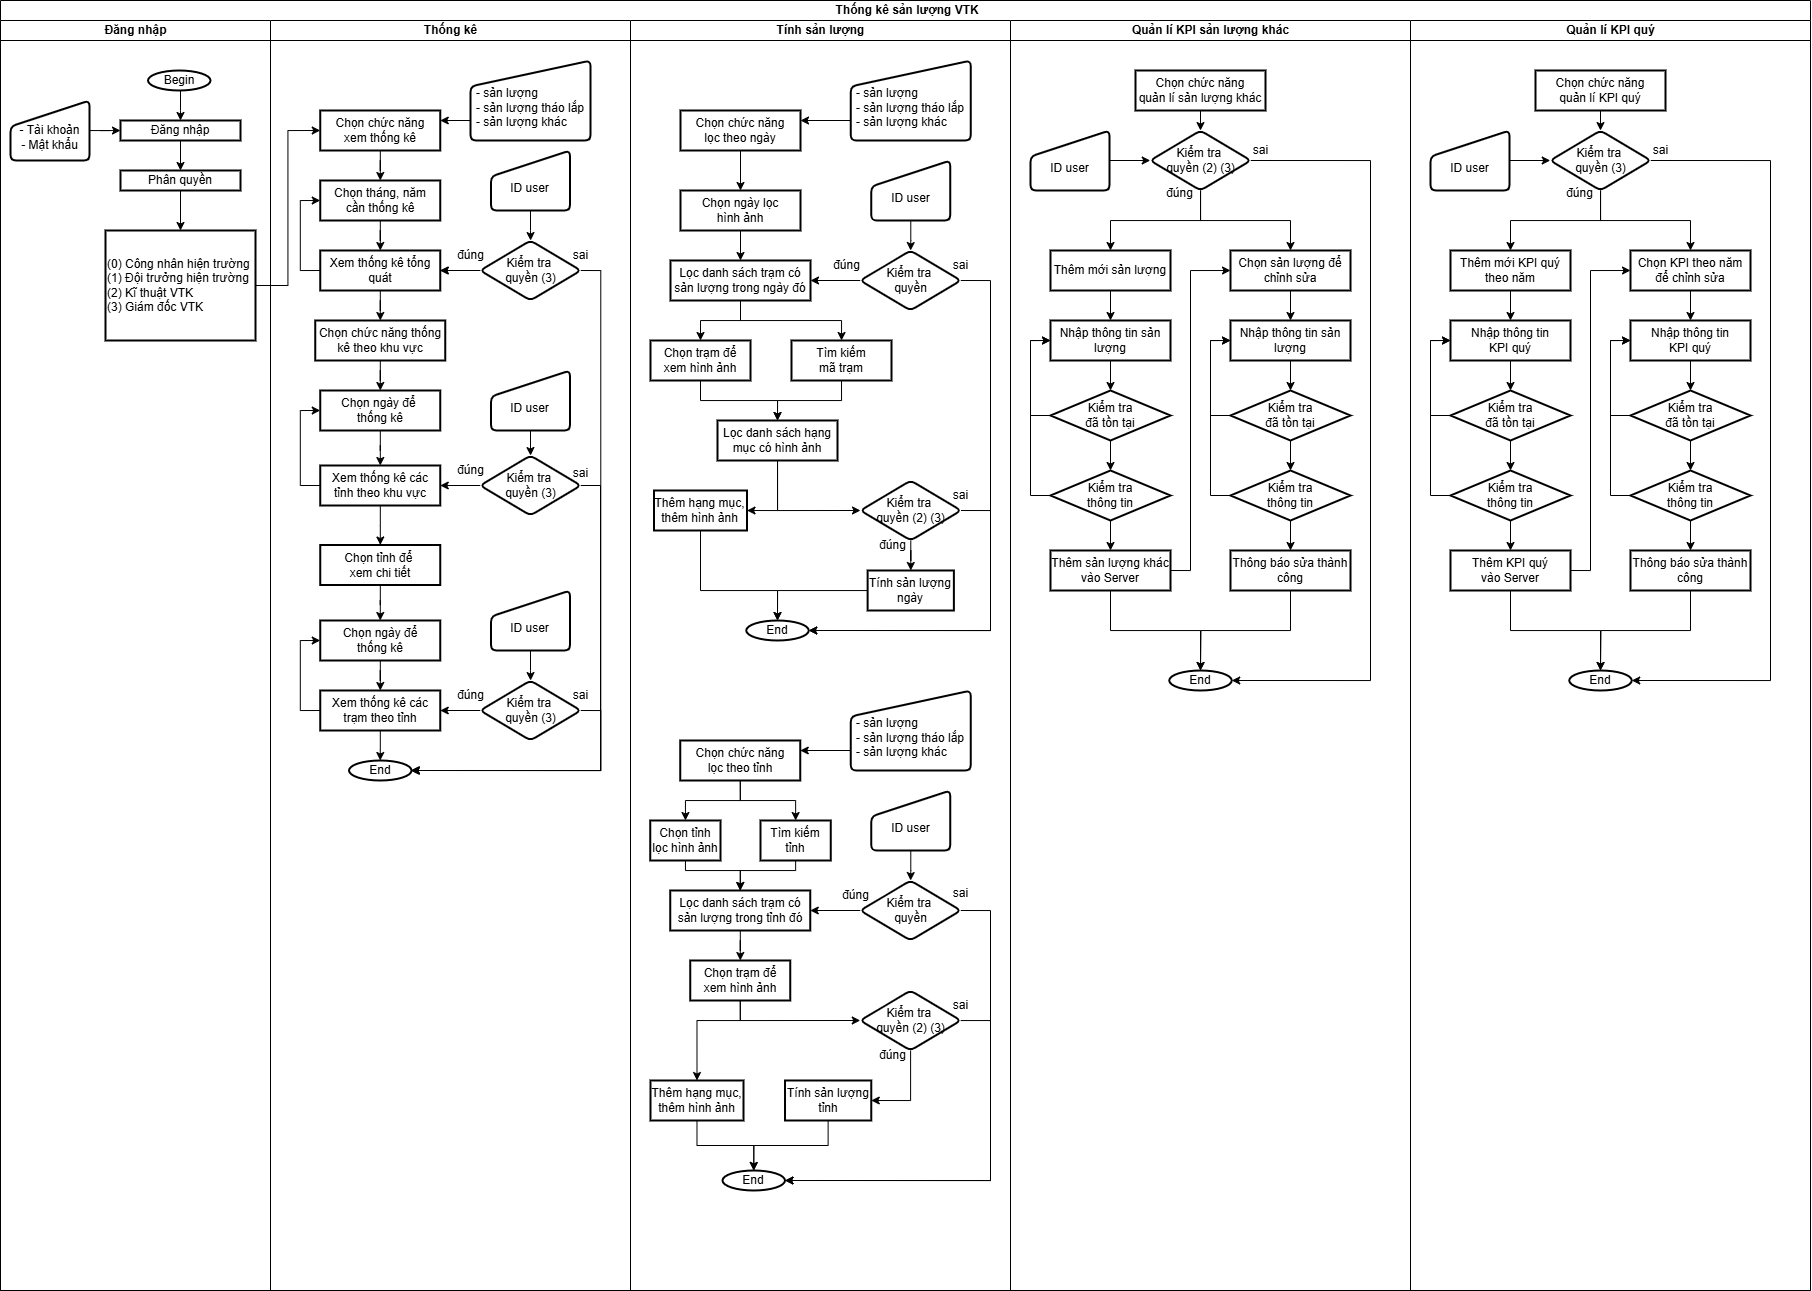 Thống kê sản lượng VTK
Đăng nhập
Begin
- Tài khoản
- Mật khẩu
Đăng nhập
Phân quyền
(0) Công nhân hiện trường
(1) Đội trưởng hiện trường
(2) Kĩ thuật VTK
(3) Giám đốc VTK
Thống kê
- sản lượng
- sản lượng tháo lắp
- sản lượng khác
Chọn chức năng
xem thống kê
Chọn tháng, năm
cần thống kê
ID user
Xem thống kê tổng
quát
đúng
Kiểm tra
quyền (3)
sai
Chọn chức năng thống
kê theo khu vực
Chọn ngày để
thống kê
ID user
Xem thống kê các
tỉnh theo khu vực
đúng
Kiểm tra
quyền (3)
sai
Chọn tỉnh để
xem chi tiết
Chọn ngày để
thống kê
ID user
Xem thống kê các
trạm theo tỉnh
đúng
Kiểm tra
quyền (3)
sai
End
Tính sản lượng
- sản lượng
- sản lượng tháo lắp
- sản lượng khác
Chọn chức năng
lọc theo ngày
Chọn ngày lọc
hình ảnh
ID user
Lọc danh sách trạm có
sản lượng trong ngày đó
đúng
Kiểm tra
quyền
sai
Chọn trạm để
xem hình ảnh
Tìm kiếm
mã trạm
Lọc danh sách hạng
mục có hình ảnh
Thêm hạng mục,
thêm hình ảnh
Kiểm tra
quyền (2) (3)
sai
đúng
Tính sản lượng
ngày
End
- sản lượng
- sản lượng tháo lắp
- sản lượng khác
Chọn chức năng
lọc theo tỉnh
Chọn tỉnh
lọc hình ảnh
Tìm kiếm
tỉnh
ID user
Lọc danh sách trạm có
sản lượng trong tỉnh đó
đúng
Kiểm tra
quyền
sai
Chọn trạm để
xem hình ảnh
Kiểm tra
quyền (2) (3)
sai
đúng
Thêm hạng mục,
thêm hình ảnh
Tính sản lượng
tỉnh
End
Quản lí KPI sản lượng khác
Chọn chức năng
quản lí sản lượng khác
ID user
Kiểm tra
quyền (2) (3)
sai
đúng
Thêm mới sản lượng
Nhập thông tin sản
lượng
Kiểm tra
đã tồn tại
Kiểm tra
thông tin
Thêm sản lượng khác
vào Server
Chọn sản lượng để
chỉnh sửa
Nhập thông tin sản
lượng
Kiểm tra
đã tồn tại
Kiểm tra
thông tin
Thông báo sửa thành
công
End
Quản lí KPI quý
Chọn chức năng
quản lí KPI quý
ID user
Kiểm tra
quyền (3)
sai
đúng
Thêm mới KPI quý
theo năm
Nhập thông tin
KPI quý
Kiểm tra
đã tồn tại
Kiểm tra
thông tin
Thêm KPI quý
vào Server
Chọn KPI theo năm
để chỉnh sửa
Nhập thông tin
KPI quý
Kiểm tra
đã tồn tại
Kiểm tra
thông tin
Thông báo sửa thành
công
End